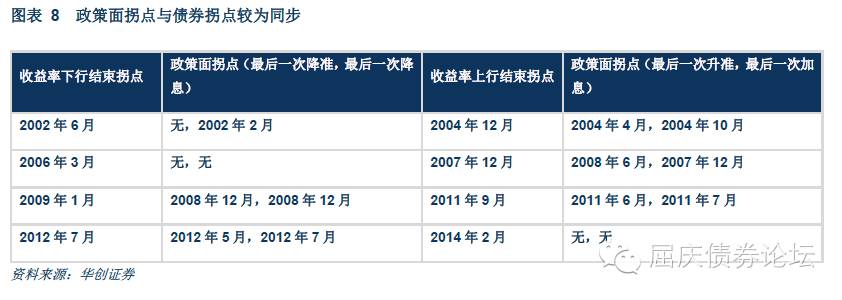 图表 8 政策面拐点与债券拐点较为同步
收益率下行结束拐点 政策面拐点（最后一次降准，最后一次降息） 收益率上行结束拐点 政策面拐点（最后一次升准，最后一次加息）
2002 年 6 月 无，2002 年 2 月 2004 年 12 月 2004 年 4 月，2004 年 10 月
2006 年 3 月 无，无 2007 年 12 月 2008 年 6 月，2007 年 12 月
2009 年 1 月 2008 年 12 月，2008 年 12 月 2011 年 9 月 2011 年 6 月，2011 年 7 月
2012 年 7 月 2012 年 5 月，2012 年 7 月 2014 年 2 月 无，无
资料来源：华创证券
屈庆债券论坛